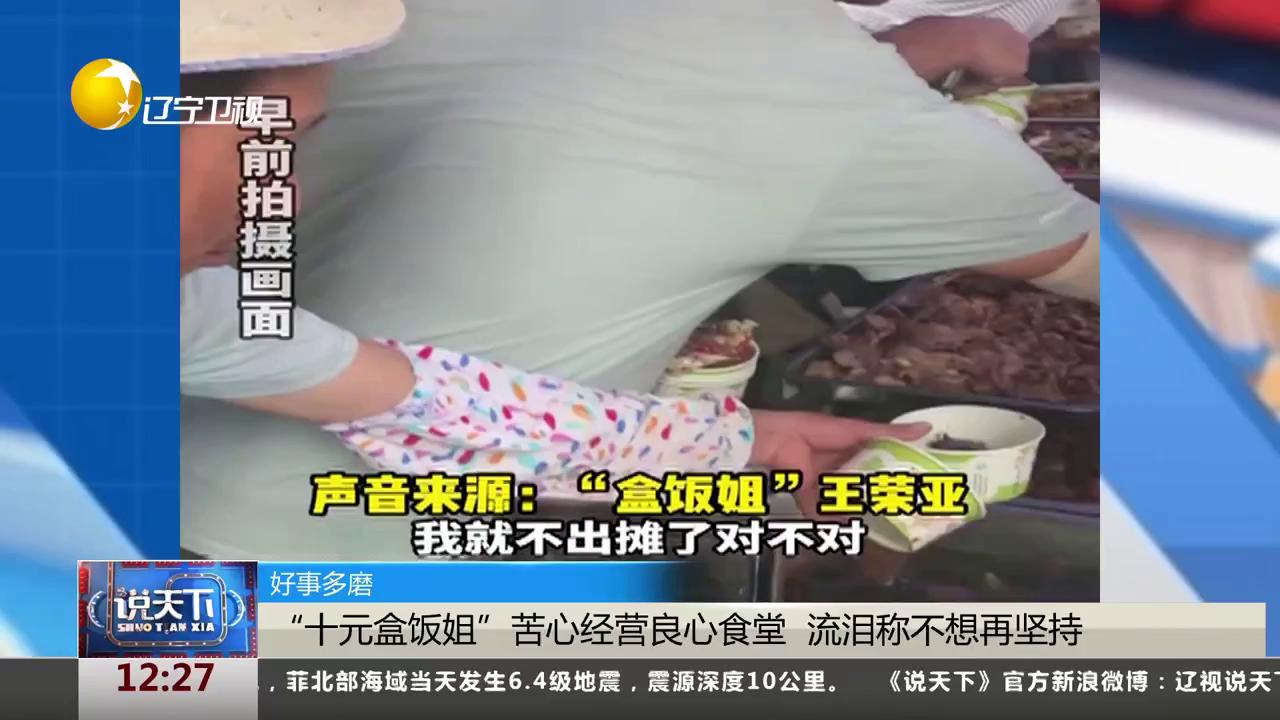 辽宁卫视
早前拍摄画面
声音来源：“盒饭姐”王荣亚
我就不出摊了对不对
好事多磨
说天下
SHUO TIAN XIA
“十元盒饭姐”苦心经营良心食堂 流泪称不想再坚持
12:27
，菲北部海域当天发生6.4级地震，震源深度10公里。 《说天下》官方新浪微博：辽视说天下